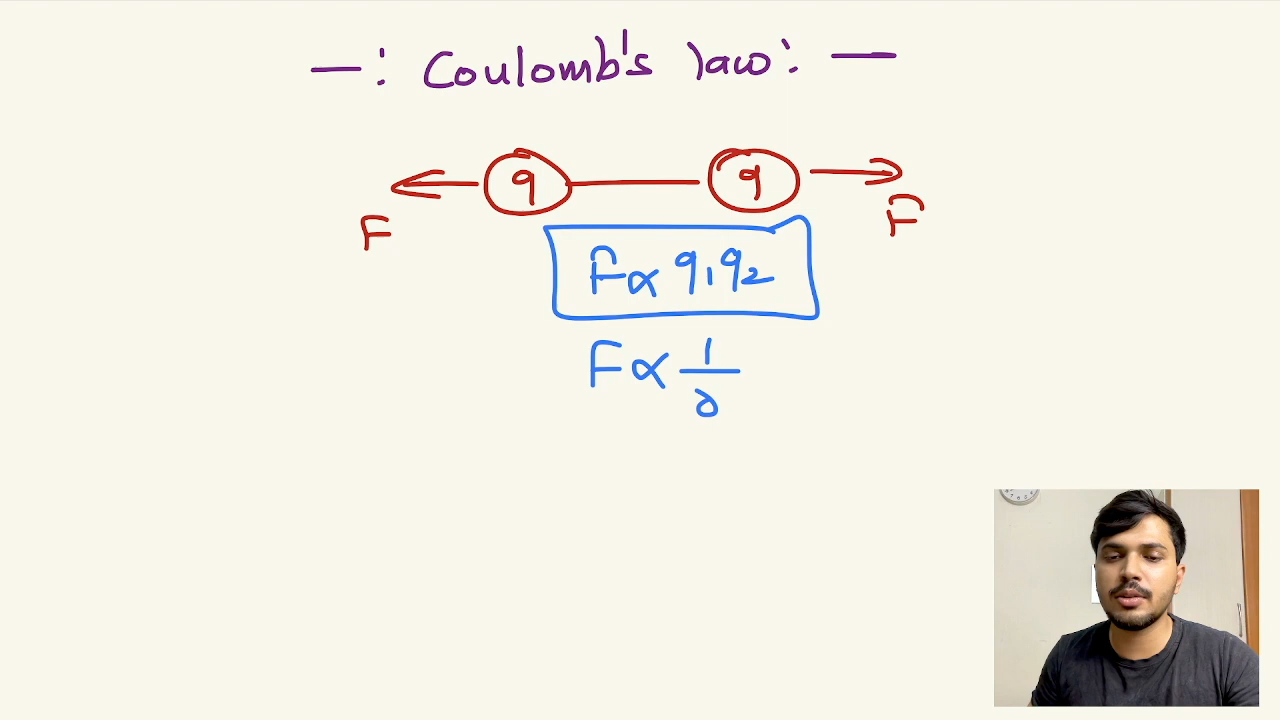 —: Coulomb's law: —
q q
F F
F∝ q₁q₂
F∝ 1/r